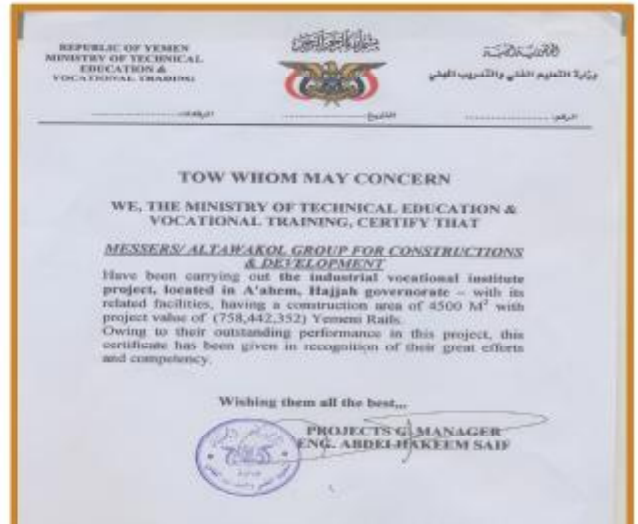 REPUBLIC OF YEMEN
MINISTRY OF TECHNICAL
EDUCATION &
VOCATIONAL TRAINING
الجمهورية اليمنية
وزارة التعليم الفني والتدريب المهني
الرقم:
التاريخ:
المرفقات:
TOW WHOM MAY CONCERN
WE, THE MINISTRY OF TECHNICAL EDUCATION &
VOCATIONAL TRAINING, CERTIFY THAT
MESSERS/ ALTAWAKOL GROUP FOR CONSTRUCTIONS
& DEVELOPMENT
Have been carrying out the industrial vocational institute
project, located in A'ahem, Hajjah governorate – with its
related facilities, having a construction area of 4500 M² with
project value of (758,442,352) Yemeni Rails.
Owing to their outstanding performance in this project, this
certificate has been given in recognition of their great efforts
and competency.
Wishing them all the best,,,
PROJECTS G. MANAGER
ENG. ABDEL HAKEEM SAIF